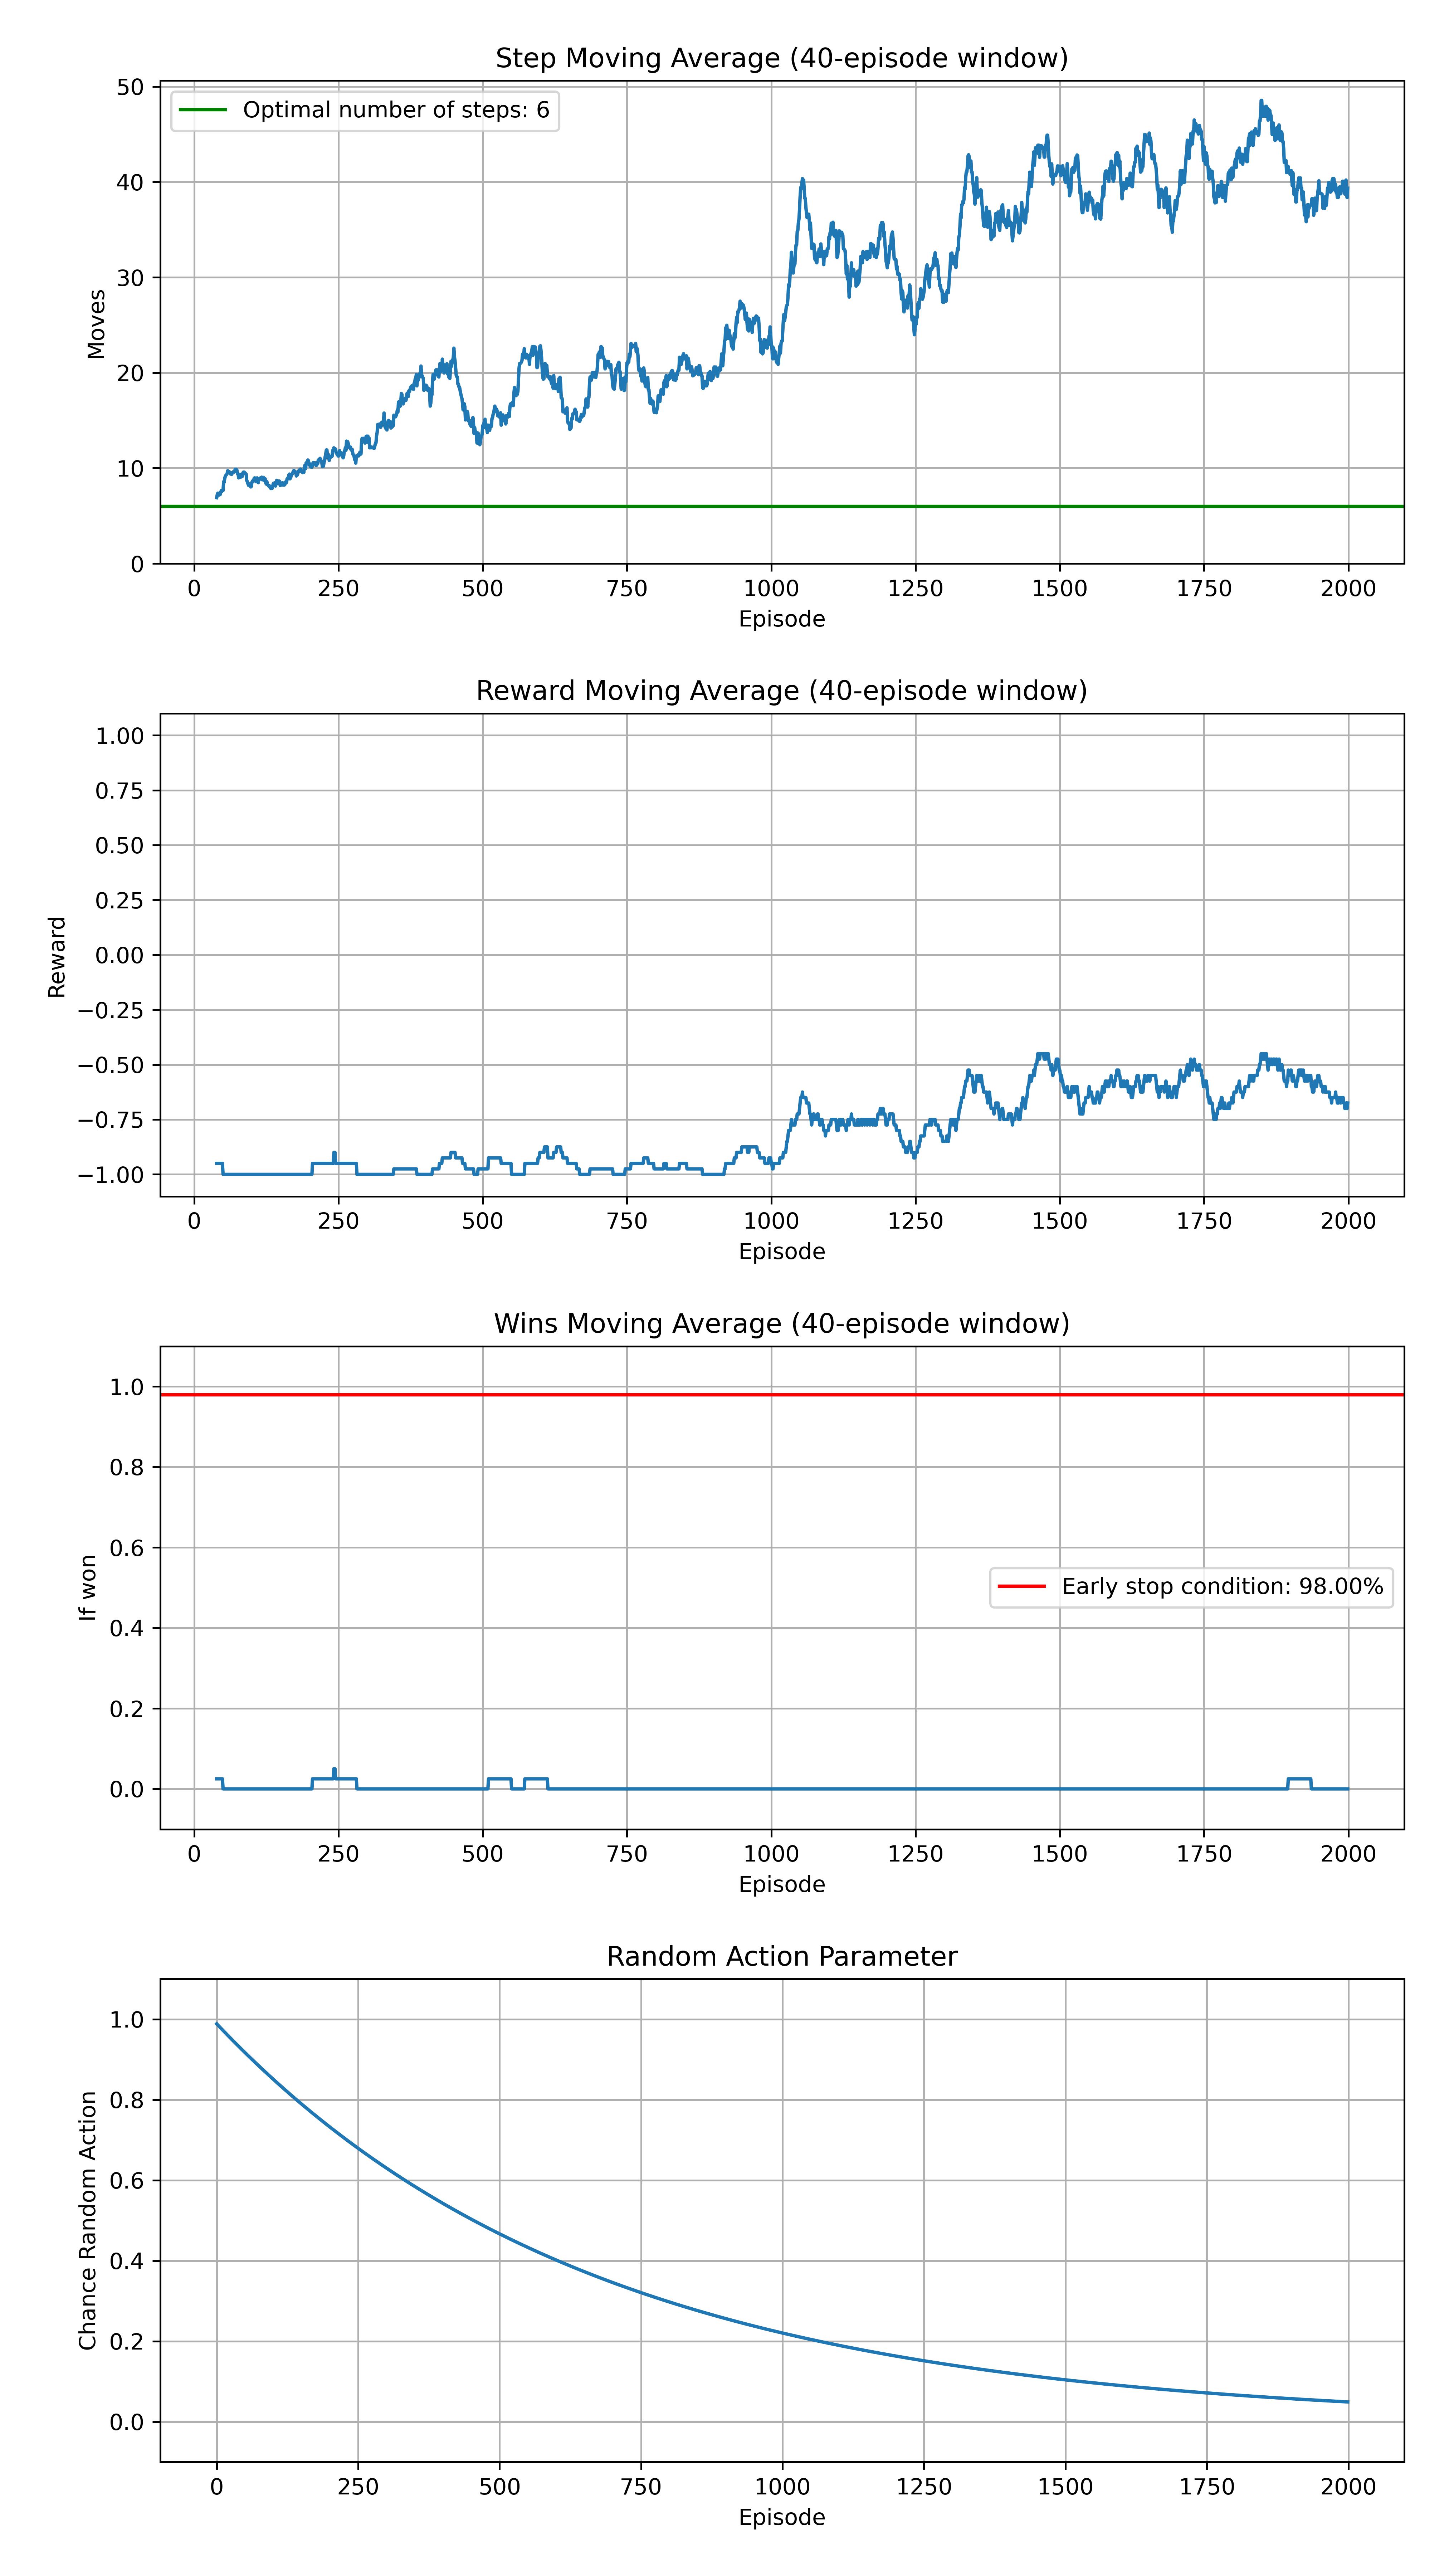 Step Moving Average (40-episode window)
50
40
30
20
10
0
Moves
Optimal number of steps: 6
0 250 500 750 1000 1250 1500 1750 2000
Episode
Reward Moving Average (40-episode window)
1.00
0.75
0.50
0.25
0.00
−0.25
−0.50
−0.75
−1.00
Reward
0 250 500 750 1000 1250 1500 1750 2000
Episode
Wins Moving Average (40-episode window)
1.0
0.8
0.6
0.4
0.2
0.0
If won
Early stop condition: 98.00%
0 250 500 750 1000 1250 1500 1750 2000
Episode
Random Action Parameter
1.0
0.8
0.6
0.4
0.2
0.0
Chance Random Action
0 250 500 750 1000 1250 1500 1750 2000
Episode